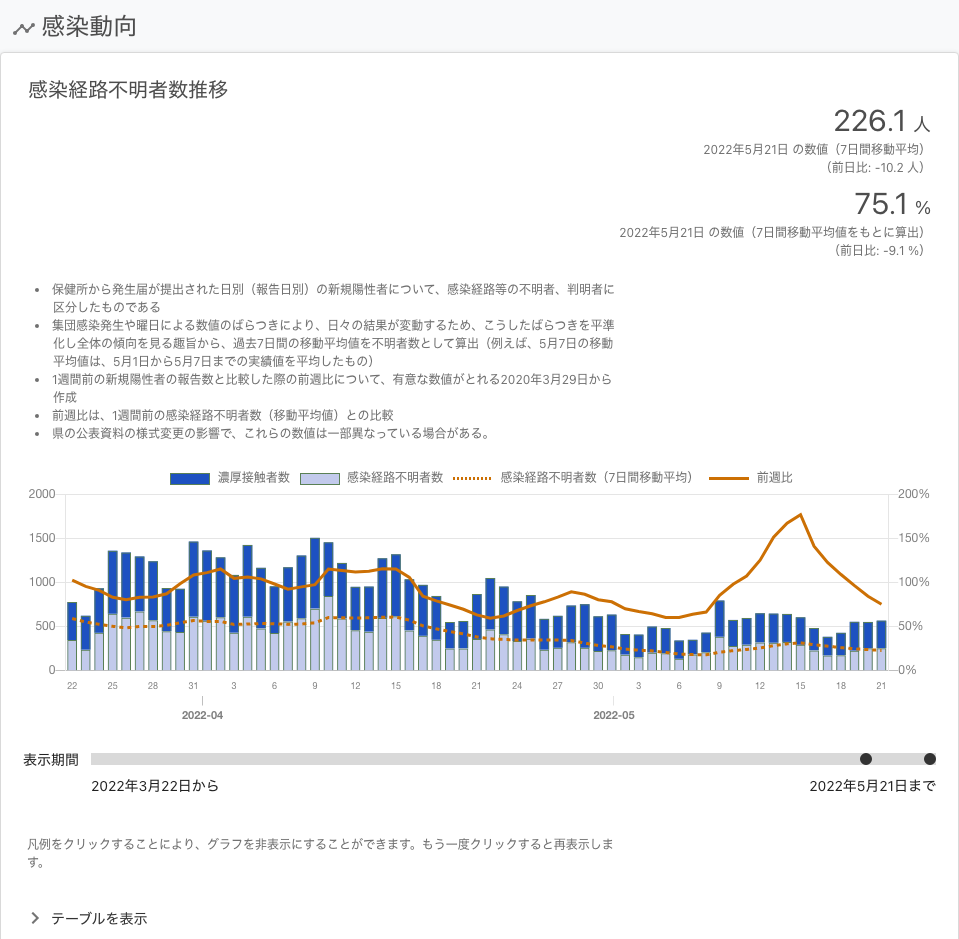 感染動向
感染経路不明者数推移
226.1 人
2022年5月21日 の数値（7日間移動平均）
（前日比: -10.2 人）
75.1 %
2022年5月21日 の数値（7日間移動平均値をもとに算出）
（前日比: -9.1 %）
• 保健所から発生届が提出された日別（報告日別）の新規陽性者について、感染経路等の不明者、判明者に
区分したものである
• 集団感染発生や曜日による数値のばらつきにより、日々の結果が変動するため、こうしたばらつきを平準
化し全体の傾向を見る趣旨から、過去7日間の移動平均値を不明者数として算出（例えば、5月7日の移動
平均値は、5月1日から5月7日までの実績値を平均したもの）
• 1週間前の新規陽性者の報告数と比較した際の前週比について、有意な数値がとれる2020年3月29日から
作成
• 前週比は、1週間前の感染経路不明者数（移動平均値）との比較
• 県の公表資料の様式変更の影響で、これらの数値は一部異なっている場合がある。
濃厚接触者数 感染経路不明者数 感染経路不明者数（7日間移動平均） 前週比
2000 200%
1500 150%
1000 100%
500 50%
0 0%
22 25 28 31 3 6 9 12 15 18 21 24 27 30 3 6 9 12 15 18 21
2022-04 2022-05
表示期間
2022年3月22日から 2022年5月21日まで
凡例をクリックすることにより、グラフを非表示にすることができます。もう一度クリックすると再表示しま
す。
テーブルを表示